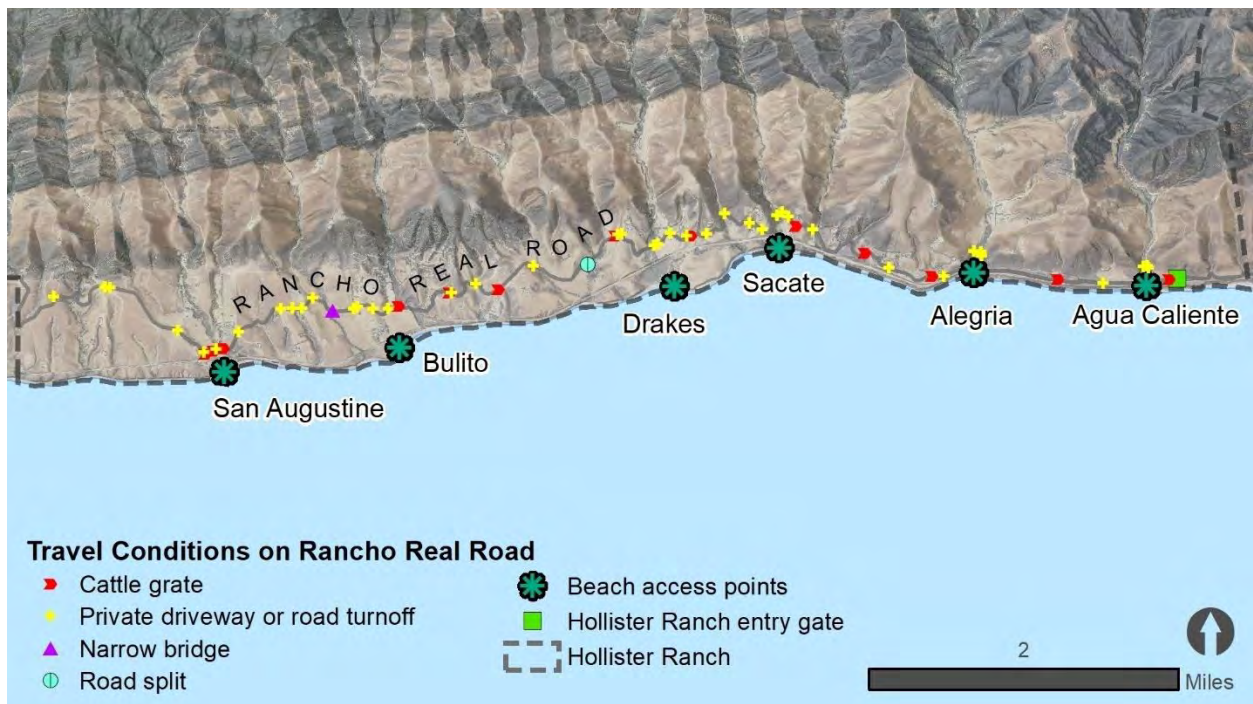 RANCHO REAL ROAD
Sacate
Drakes
Alegria
Agua Caliente
Bulito
San Augustine
Travel Conditions on Rancho Real Road
Cattle grate
Private driveway or road turnoff
Narrow bridge
Road split
Beach access points
Hollister Ranch entry gate
Hollister Ranch
2
Miles